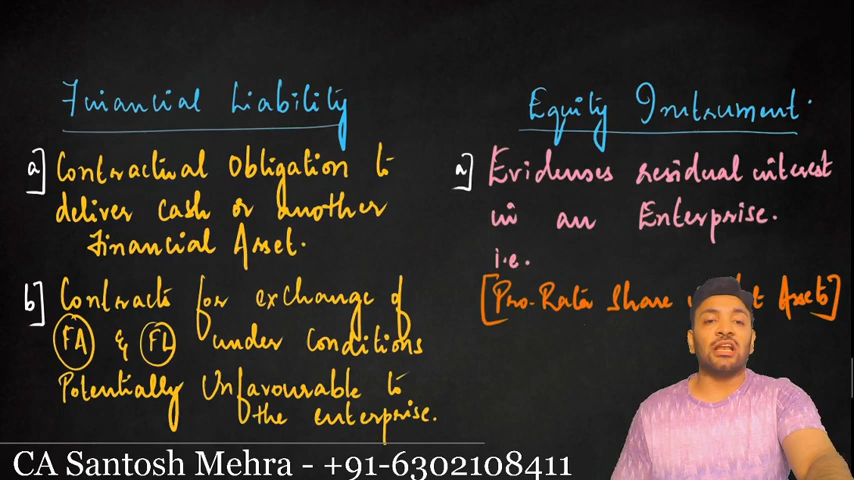 Financial Liability
a] Contractual Obligation to
deliver cash or another
Financial Asset.
b] Contracts for exchange of
FA & FL under conditions
Potentially Unfavourable to
the enterprise.
Equity Instrument.
a] Evidenses residual interest
in an Enterprise.
i.e.
[Pro-Rata Share Assets]
CA Santosh Mehra - +91-6302108411